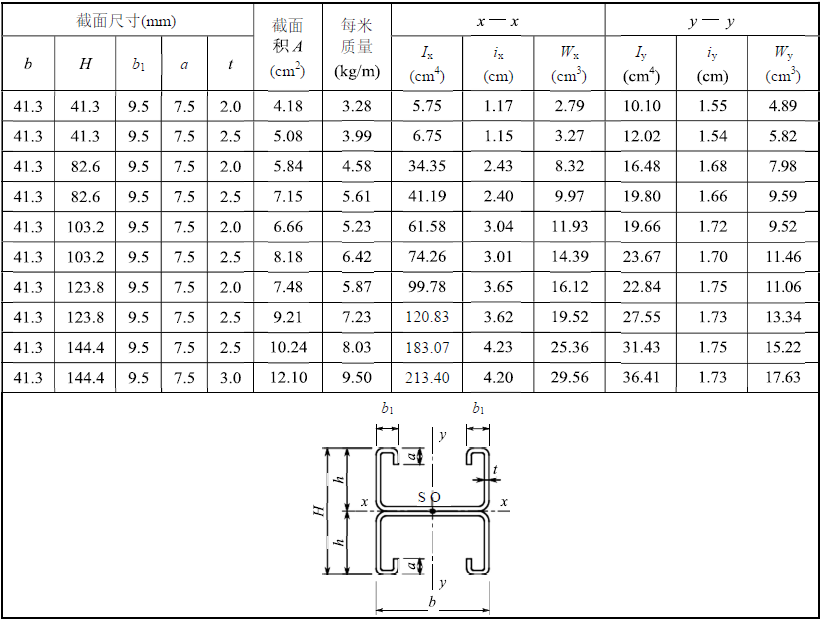 截面尺寸(mm) 截面积A(cm²) 每米质量(kg/m) x — x y — y
b H b₁ a t Iₓ(cm⁴) iₓ(cm) Wₓ(cm³) I_y(cm⁴) i_y(cm) W_y(cm³)
41.3 41.3 9.5 7.5 2.0 4.18 3.28 5.75 1.17 2.79 10.10 1.55 4.89
41.3 41.3 9.5 7.5 2.5 5.08 3.99 6.75 1.15 3.27 12.02 1.54 5.82
41.3 82.6 9.5 7.5 2.0 5.84 4.58 34.35 2.43 8.32 16.48 1.68 7.98
41.3 82.6 9.5 7.5 2.5 7.15 5.61 41.19 2.40 9.97 19.80 1.66 9.59
41.3 103.2 9.5 7.5 2.0 6.66 5.23 61.58 3.04 11.93 19.66 1.72 9.52
41.3 103.2 9.5 7.5 2.5 8.18 6.42 74.26 3.01 14.39 23.67 1.70 11.46
41.3 123.8 9.5 7.5 2.0 7.48 5.87 99.78 3.65 16.12 22.84 1.75 11.06
41.3 123.8 9.5 7.5 2.5 9.21 7.23 120.83 3.62 19.52 27.55 1.73 13.34
41.3 144.4 9.5 7.5 2.5 10.24 8.03 183.07 4.23 25.36 31.43 1.75 15.22
41.3 144.4 9.5 7.5 3.0 12.10 9.50 213.40 4.20 29.56 36.41 1.73 17.63
b₁ b₁
y
a
t
h
S O
x x
H
h
a
y
b